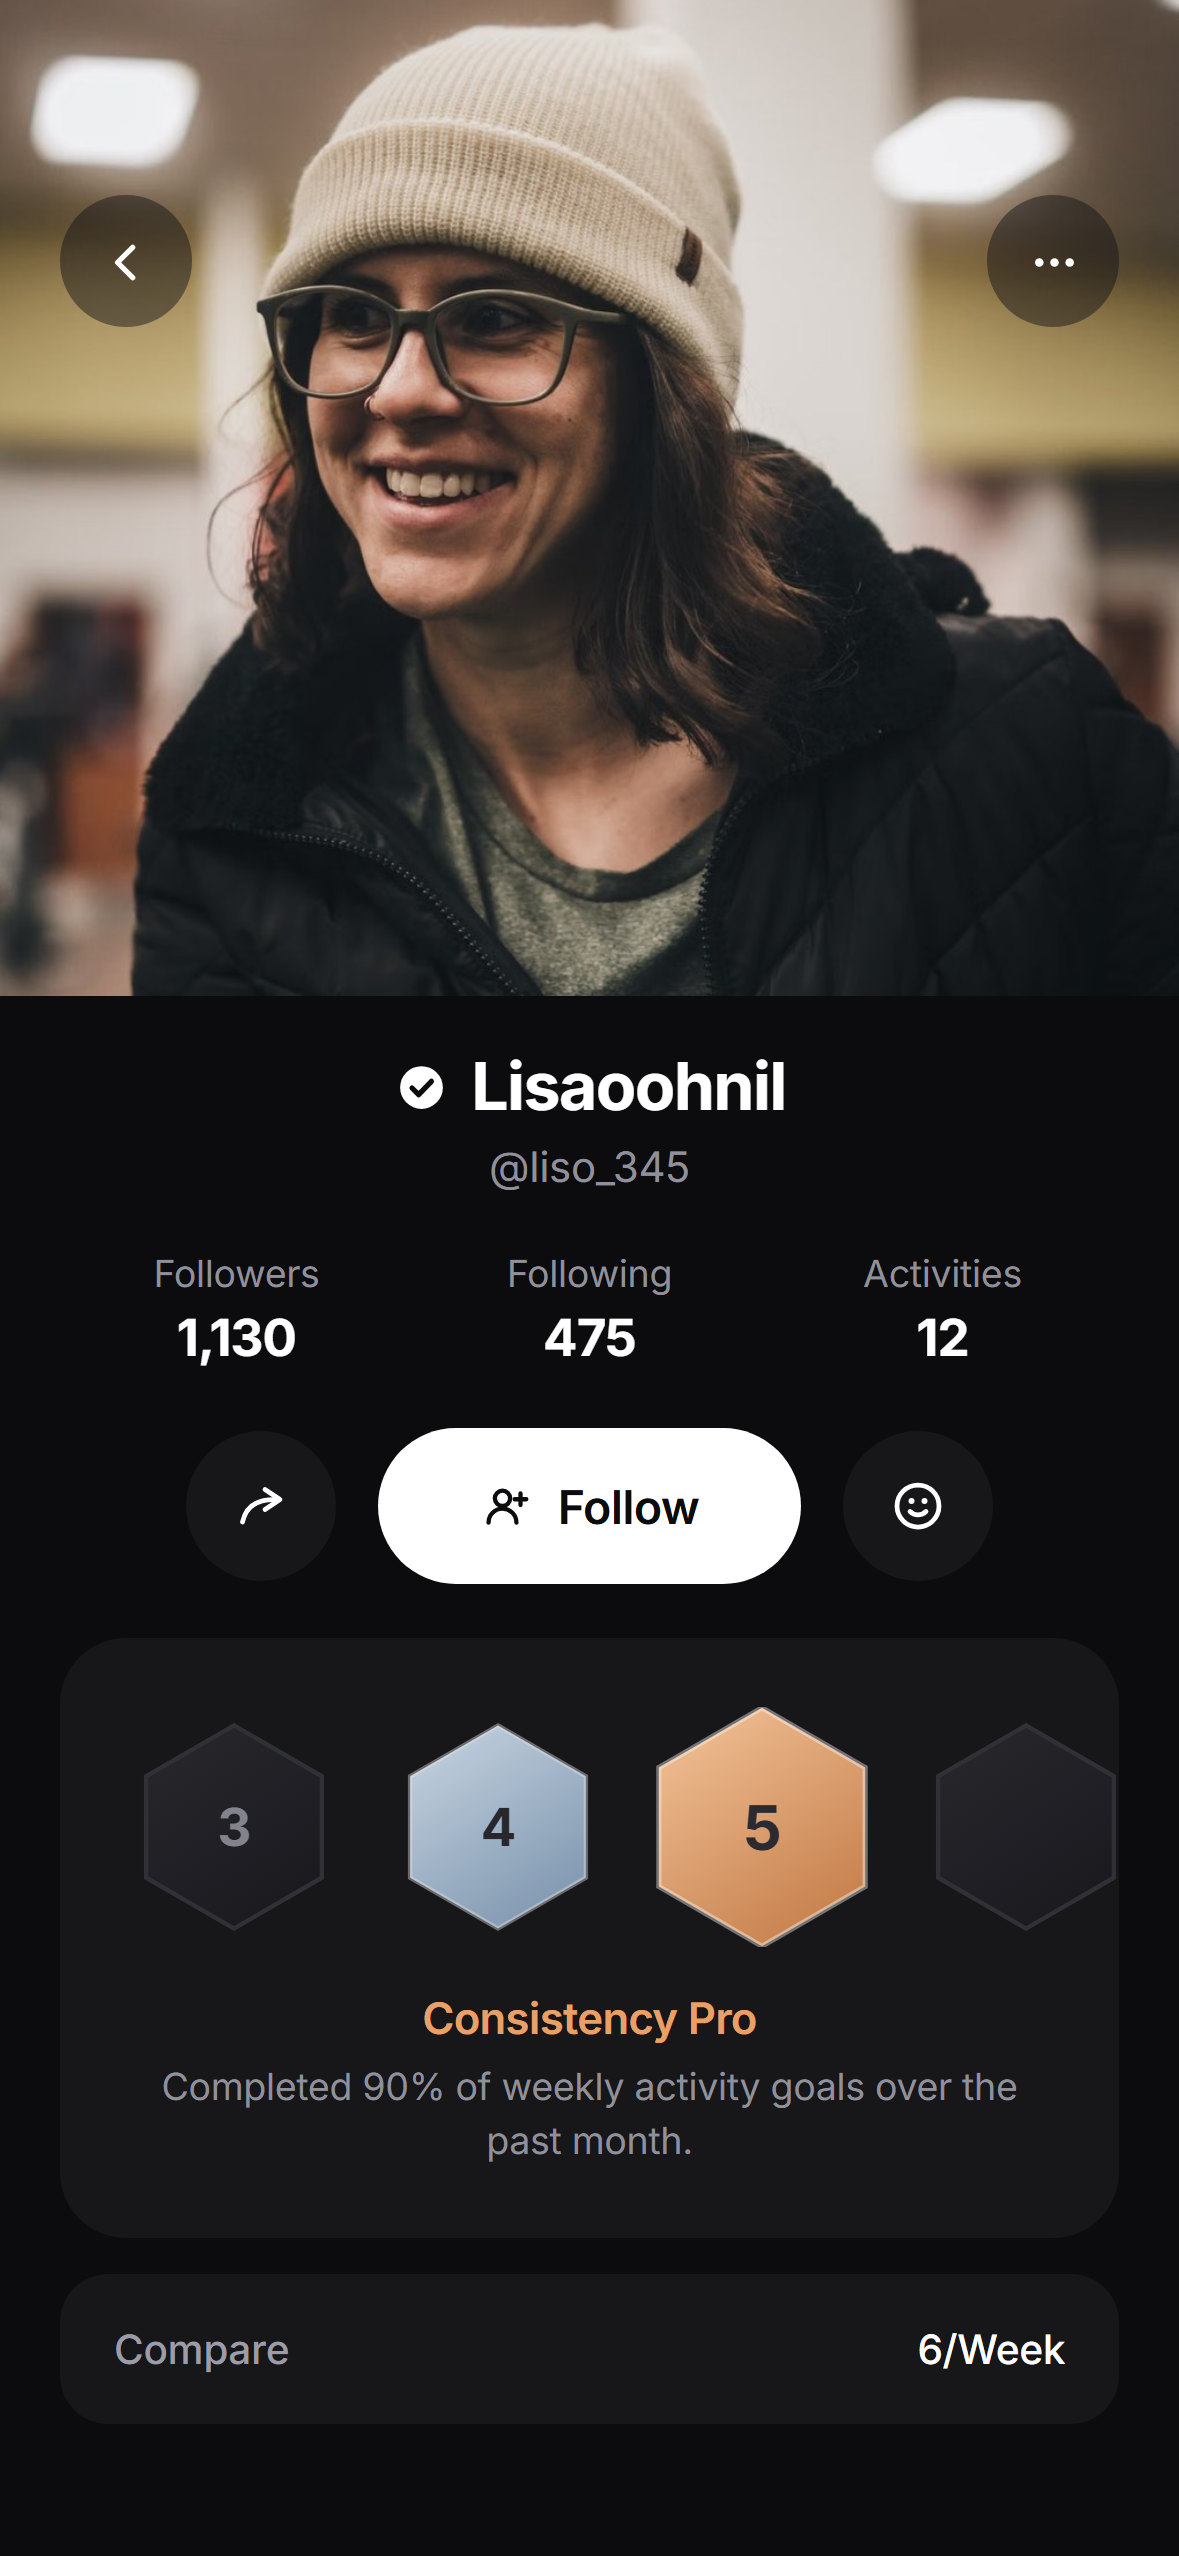 Lisaoohnil
@liso_345
Followers Following Activities
1,130 475 12
Follow
3 4 5
Consistency Pro
Completed 90% of weekly activity goals over the
past month.
Compare 6/Week